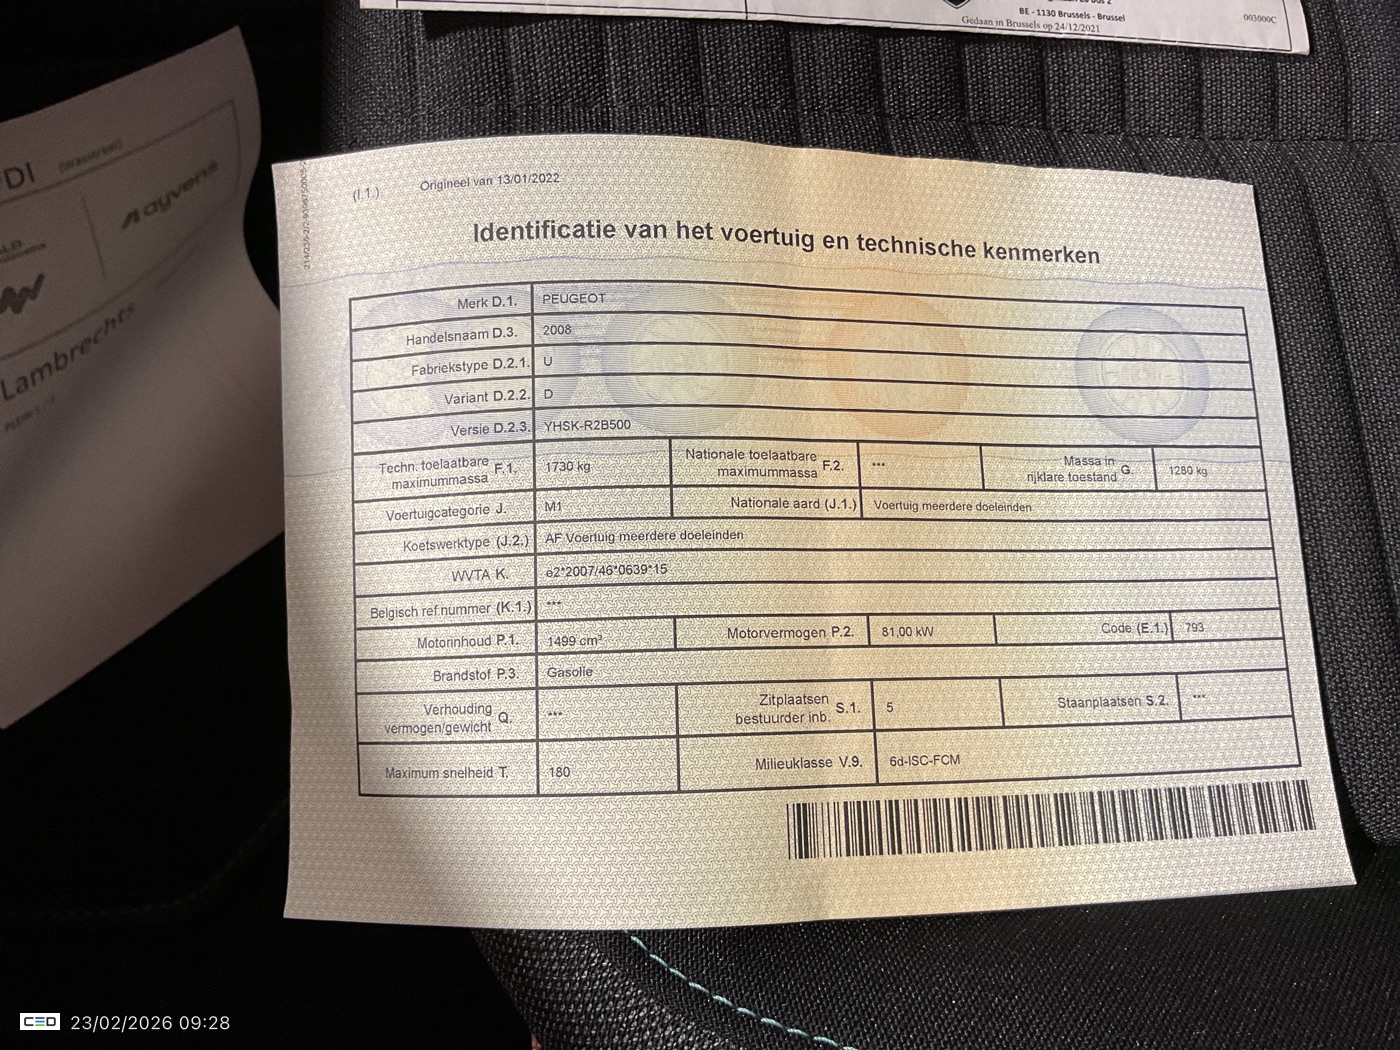 BE - 1130 Brussels - Brussel
Gedaan in Brussels op 24/12/2021
003000C
DI
ayvens
Lambrechts
(I.1.) Origineel van 13/01/2022
Identificatie van het voertuig en technische kenmerken
Merk D.1. PEUGEOT
Handelsnaam D.3. 2008
Fabriekstype D.2.1. U
Variant D.2.2. D
Versie D.2.3. YHSK-R2B500
Techn. toelaatbare maximummassa F.1. 1730 kg Nationale toelaatbare maximummassa F.2. *** Massa in rijklare toestand G. 1280 kg
Voertuigcategorie J. M1 Nationale aard (J.1.) Voertuig meerdere doeleinden
Koetswerktype (J.2.) AF Voertuig meerdere doeleinden
WVTA K. e2*2007/46*0639*15
Belgisch ref.nummer (K.1.) ***
Motorinhoud P.1. 1499 cm³ Motorvermogen P.2. 81,00 kW Code (E.1.) 793
Brandstof P.3. Gasolie
Verhouding vermogen/gewicht Q. *** Zitplaatsen bestuurder inb. S.1. 5 Staanplaatsen S.2. ***
Maximum snelheid T. 180 Milieuklasse V.9. 6d-ISC-FCM
CED 23/02/2026 09:28